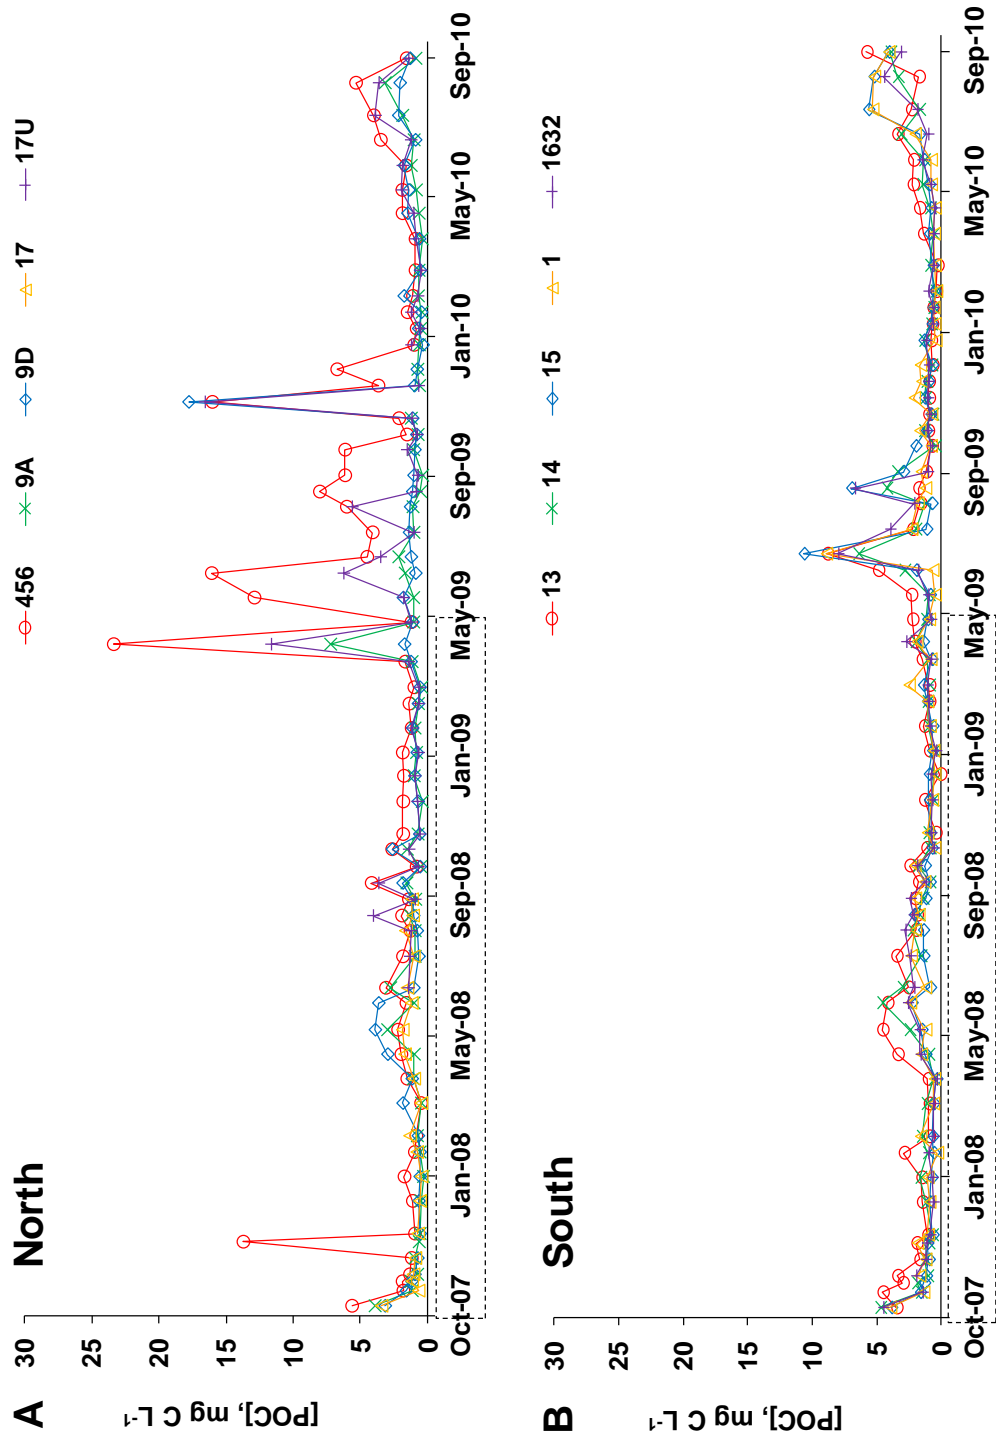 A
North
456 9A 9D 17 17U
[POC], mg C L-1
30
25
20
15
10
5
0
Oct-07 Jan-08 May-08 Sep-08 Jan-09 May-09 Sep-09 Jan-10 May-10 Sep-10
B
South
13 14 15 1 1632
[POC], mg C L-1
30
25
20
15
10
5
0
Oct-07 Jan-08 May-08 Sep-08 Jan-09 May-09 Sep-09 Jan-10 May-10 Sep-10